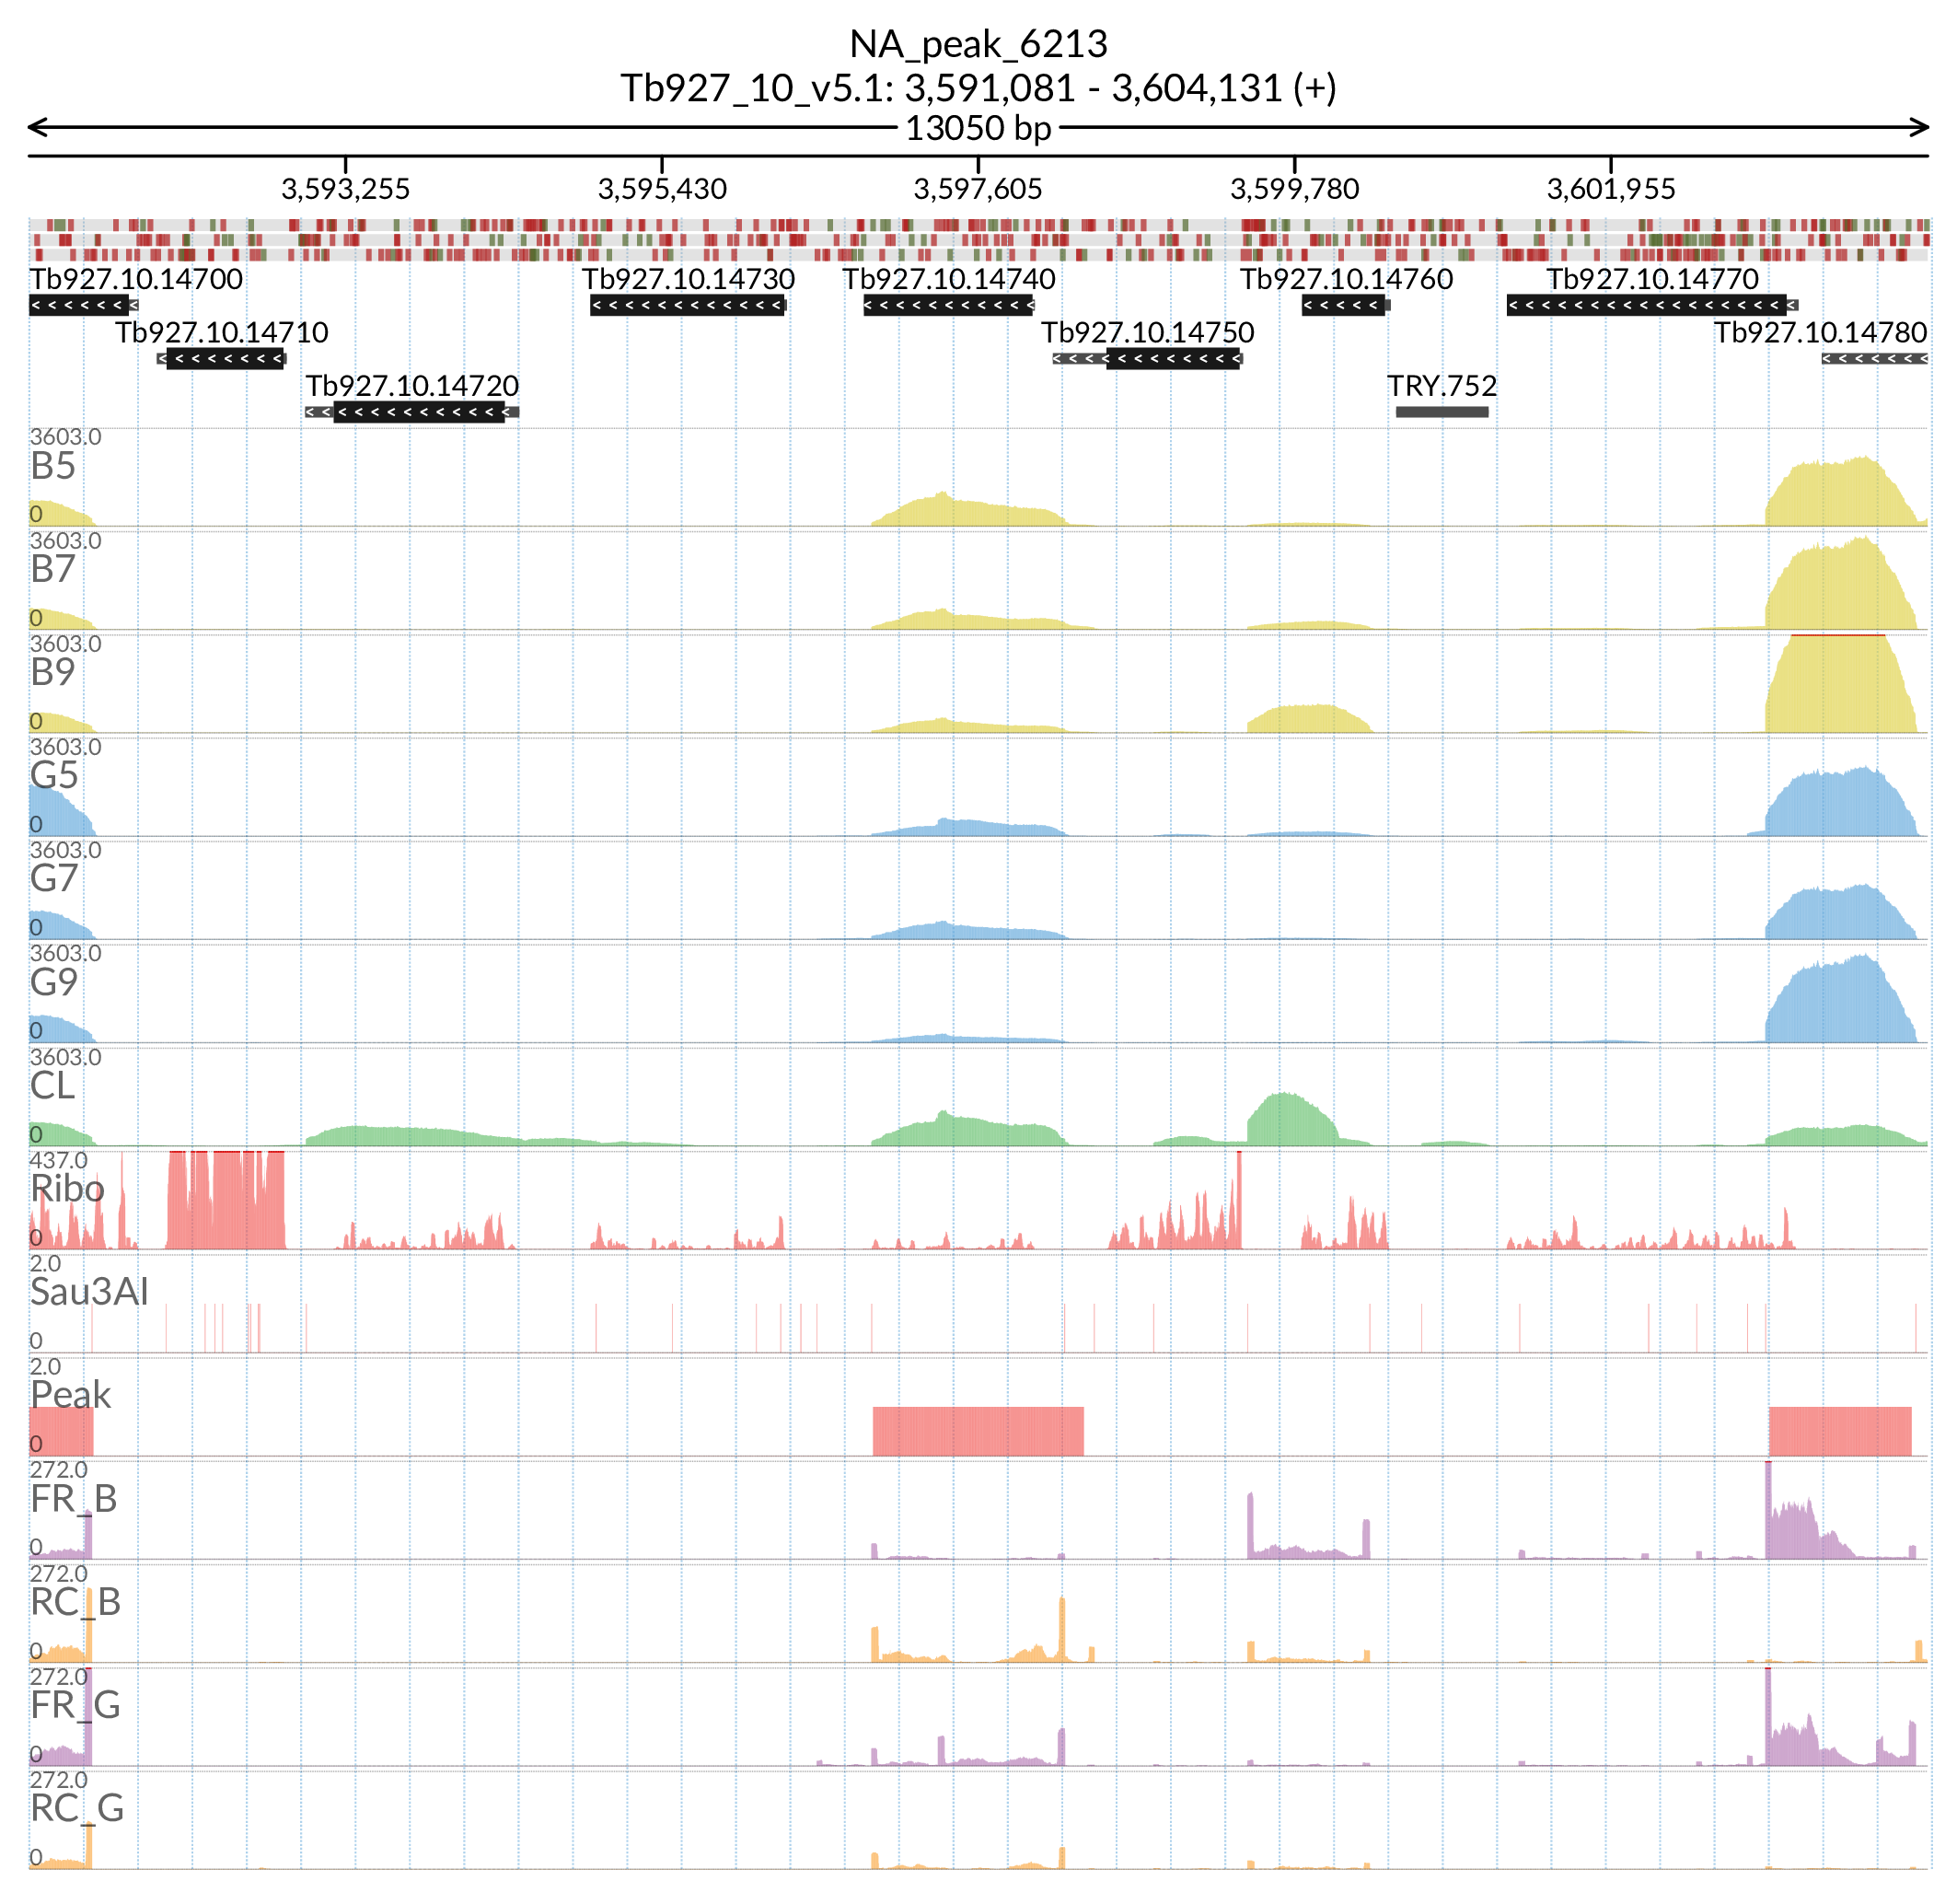 NA_peak_6213
Tb927_10_v5.1: 3,591,081 - 3,604,131 (+)
13050 bp
3,593,255 3,595,430 3,597,605 3,599,780 3,601,955
Tb927.10.14700 Tb927.10.14730 Tb927.10.14740 Tb927.10.14760 Tb927.10.14770
Tb927.10.14710 Tb927.10.14750 Tb927.10.14780
Tb927.10.14720 TRY.752
3603.0
B5
0
3603.0
B7
0
3603.0
B9
0
3603.0
G5
0
3603.0
G7
0
3603.0
G9
0
3603.0
CL
0
437.0
Ribo
0
2.0
Sau3AI
0
2.0
Peak
0
272.0
FR_B
0
272.0
RC_B
0
272.0
FR_G
0
272.0
RC_G
0